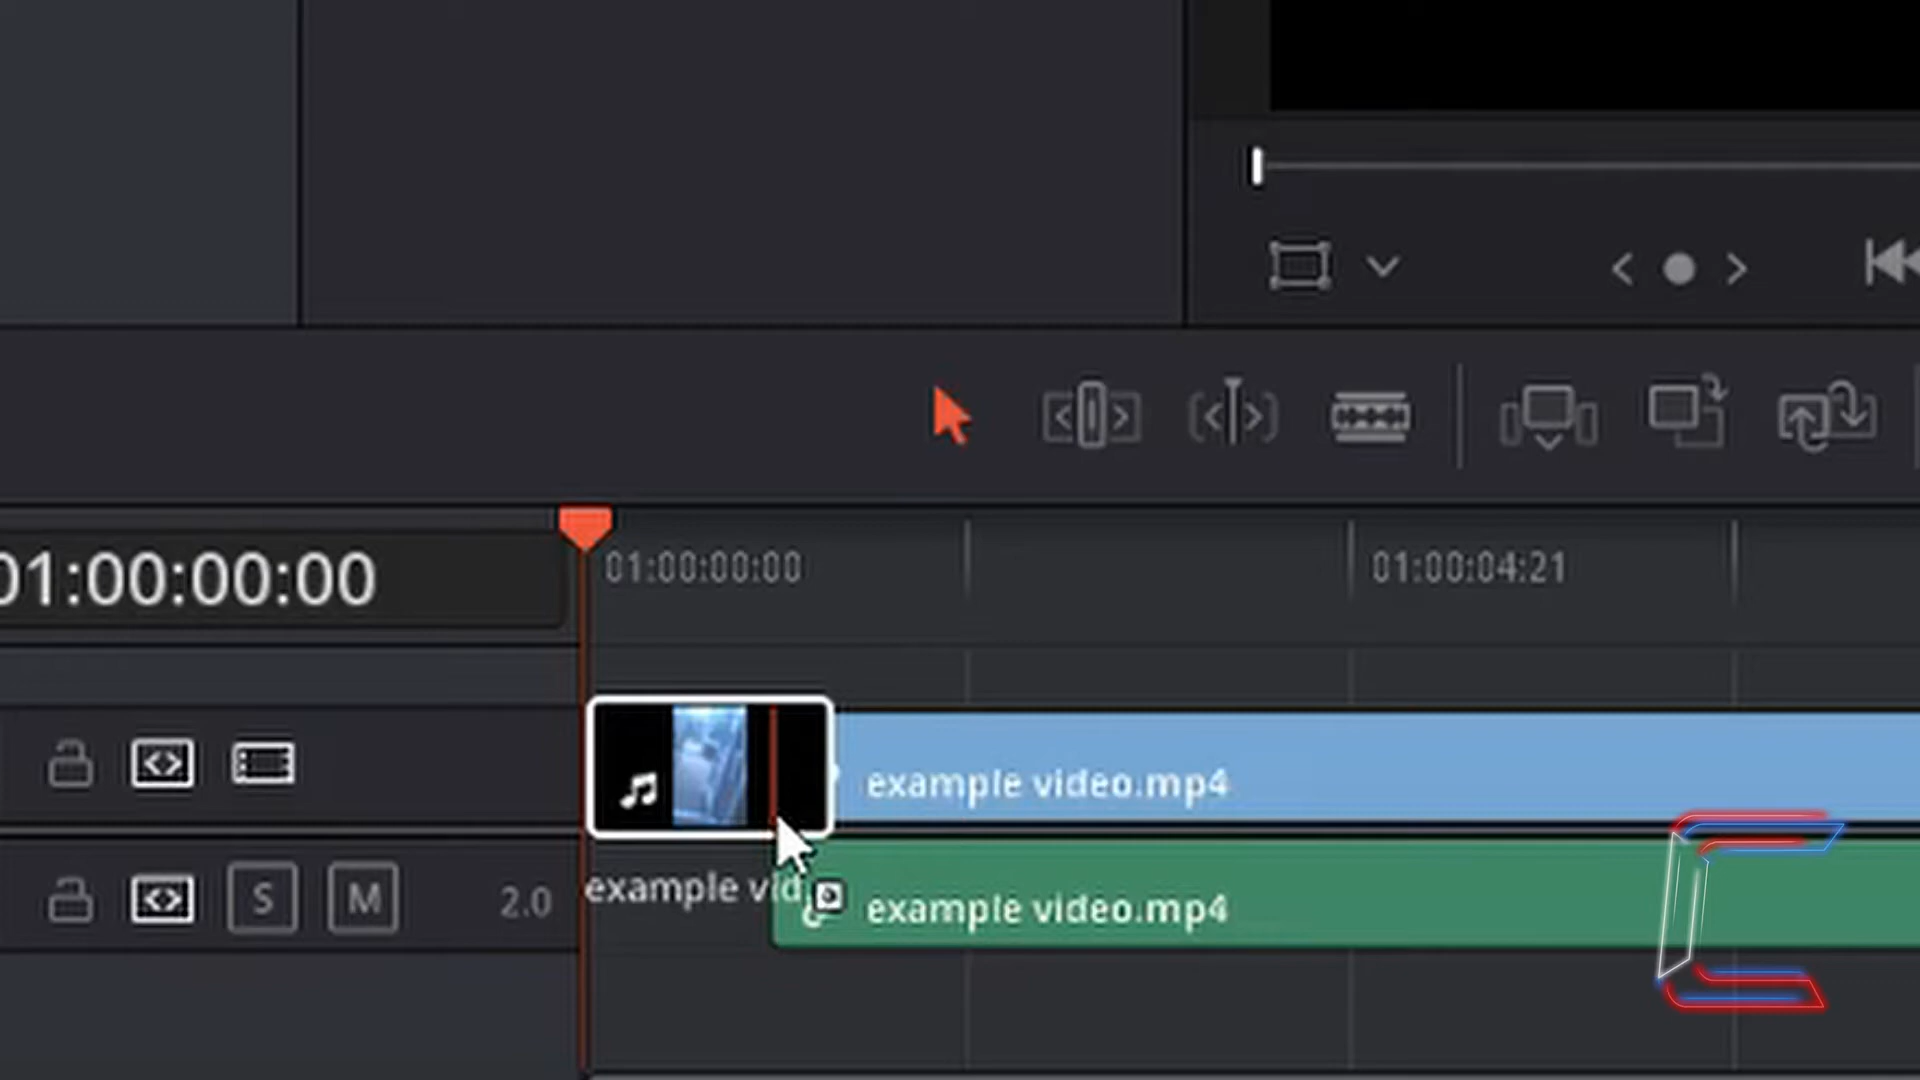 01:00:00:00
01:00:00:00
01:00:04:21
example video.mp4
S
M
2.0
example vid
example video.mp4